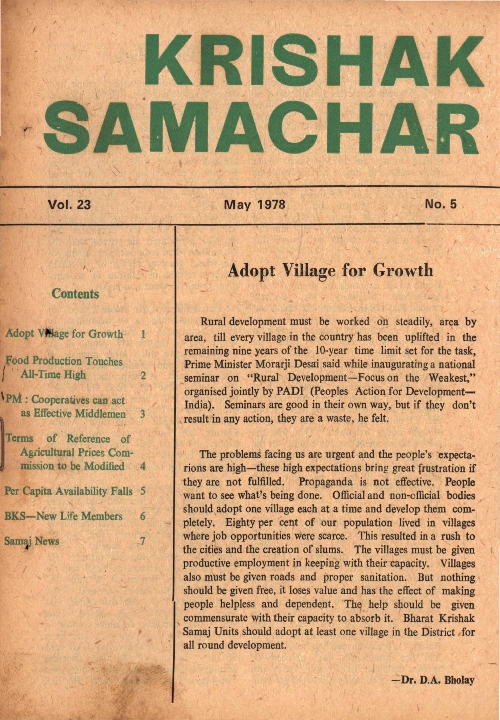 KRISHAK
SAMACHAR
Vol. 23 May 1978 No. 5
Contents
Adopt Village for Growth 1
Food Production Touches
All-Time High 2
PM : Cooperatives can act
as Effective Middlemen 3
Terms of Reference of
Agricultural Prices Com-
mission to be Modified 4
Per Capita Availability Falls 5
BKS—New Life Members 6
Samaj News 7
Adopt Village for Growth
Rural development must be worked on steadily, area by
area, till every village in the country has been uplifted in the
remaining nine years of the 10-year time limit set for the task,
Prime Minister Morarji Desai said while inaugurating a national
seminar on "Rural Development—Focus on the Weakest,"
organised jointly by PADI (Peoples Action for Development—
India). Seminars are good in their own way, but if they don't
result in any action, they are a waste, he felt.
The problems facing us are urgent and the people's expecta-
rions are high—these high expectations bring great frustration if
they are not fulfilled. Propaganda is not effective. People
want to see what's being done. Official and non-official bodies
should adopt one village each at a time and develop them com-
pletely. Eighty per cent of our population lived in villages
where job opportunities were scarce. This resulted in a rush to
the cities and the creation of slums. The villages must be given
productive employment in keeping with their capacity. Villages
also must be given roads and proper sanitation. But nothing
should be given free, it loses value and has the effect of making
people helpless and dependent. The help should be given
commensurate with their capacity to absorb it. Bharat Krishak
Samaj Units should adopt at least one village in the District for
all round development.
—Dr. D.A. Bholay